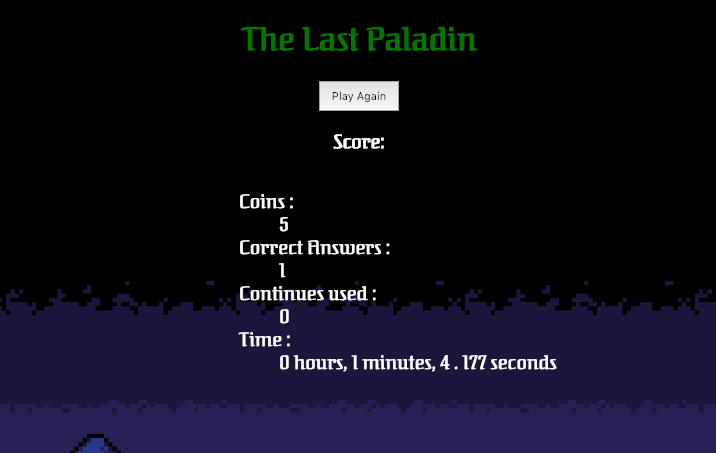 The Last Paladin
Play Again
Score:
Coins :
5
Correct Answers :
1
Continues used :
0
Time :
0 hours, 1 minutes, 4 . 177 seconds